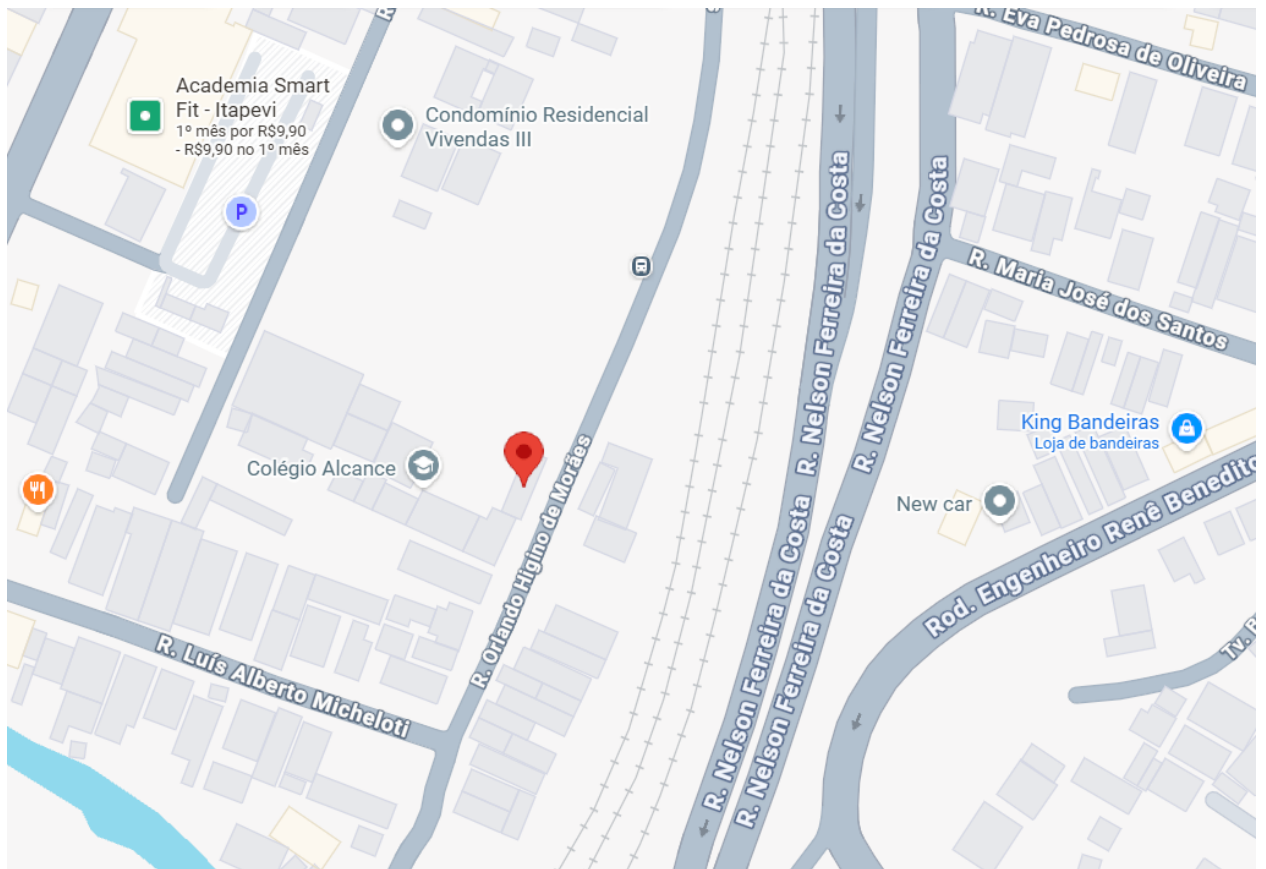 R
S
R. Eva Pedrosa de Oliveira
Academia Smart
Fit - Itapevi
1º mês por R$9,90
- R$9,90 no 1º mês
Condomínio Residencial
Vivendas III
P
R. Nelson Ferreira da Costa
R. Nelson Ferreira da Costa
R. Maria José dos Santos
King Bandeiras
Loja de bandeiras
Colégio Alcance
New car
R. Orlando Higino de Morães
Rod. Engenheiro Renê Benedito
R. Nelson Ferreira da Costa
R. Nelson Ferreira da Costa
R. Luís Alberto Micheloti
Tv. B